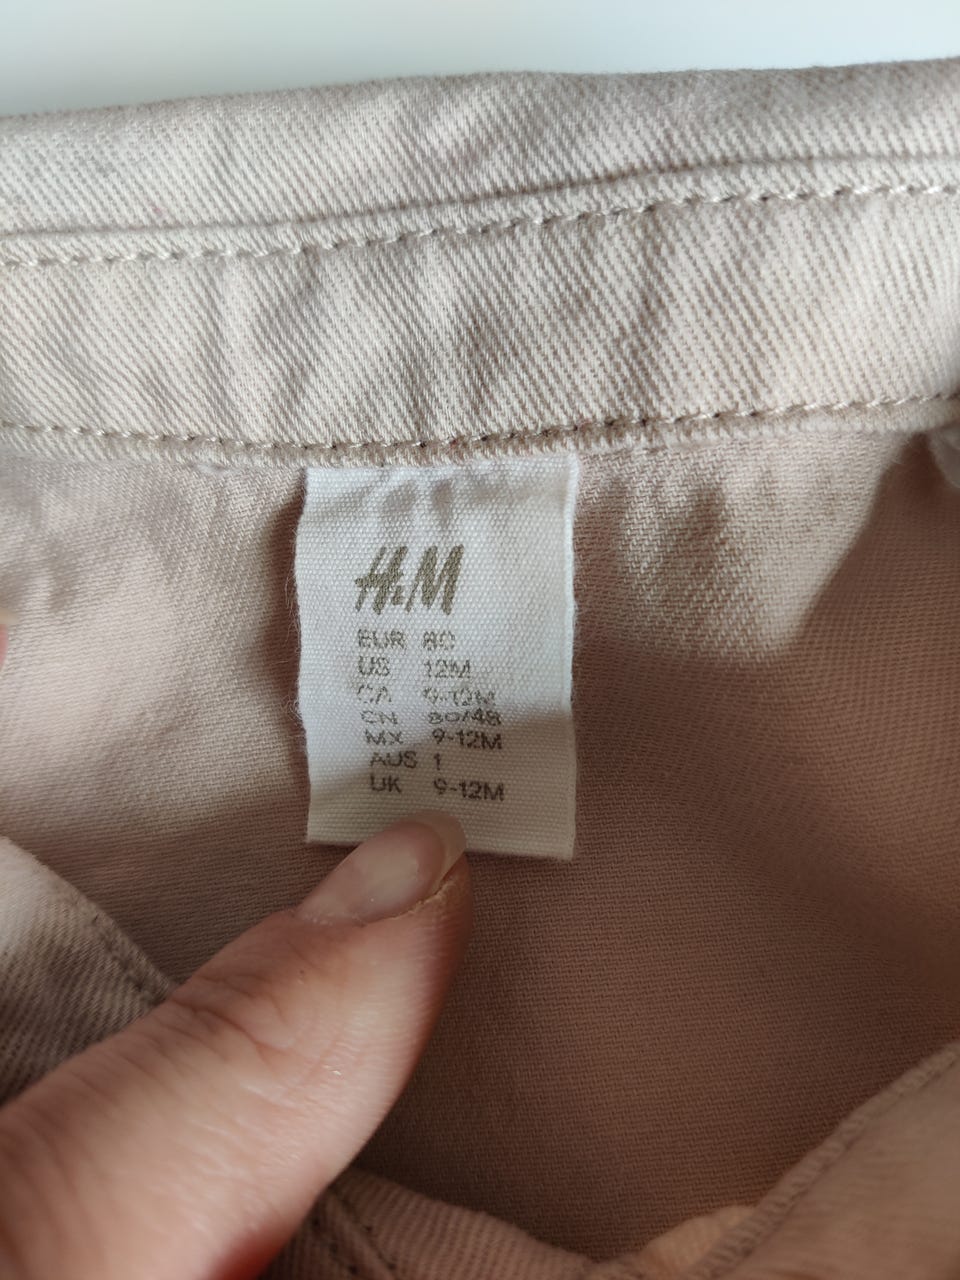 H&M
EUR 80
US 12M
CA 9-12M
CN 80/48
MX 9-12M
AUS 1
UK 9-12M